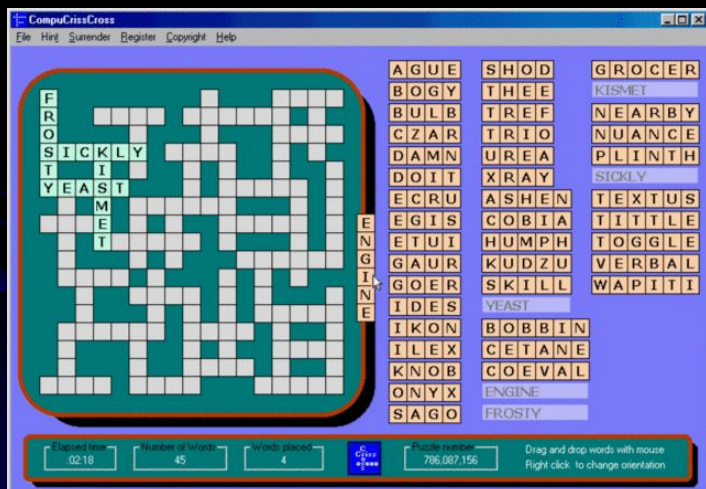 CompuCrissCross
File Hint Surrender Register Copyright Help
FROSTY
SICKLY
KISMET
YEAST
ENGINE
AGUE
BOGY
BULB
CZAR
DAMN
DOIT
ECRU
EGIS
ETUI
GAUR
GOER
IDES
IKON
ILEX
KNOB
ONYX
SAGO
SHOD
THEE
TREF
TRIO
UREA
XRAY
ASHEN
COBIA
HUMPH
KUDZU
SKILL
YEAST
BOBBIN
CETANE
COEVAL
ENGINE
FROSTY
GROCER
KISMET
NEARBY
NUANCE
PLINTH
SICKLY
TEXTUS
TITTLE
TOGGLE
VERBAL
WAPITI
Elapsed time
:02:18
Number of Words
45
Words placed
4
Puzzle number
786,087,156
Drag and drop words with mouse
Right click to change orientation